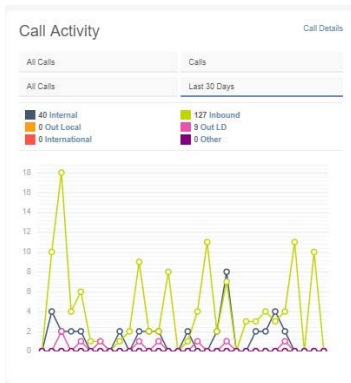 Call Activity Call Details
All Calls Calls
All Calls Last 30 Days
40 Internal 127 Inbound
0 Out Local 9 Out LD
0 International 0 Other
18
16
14
12
10
8
6
4
2
0